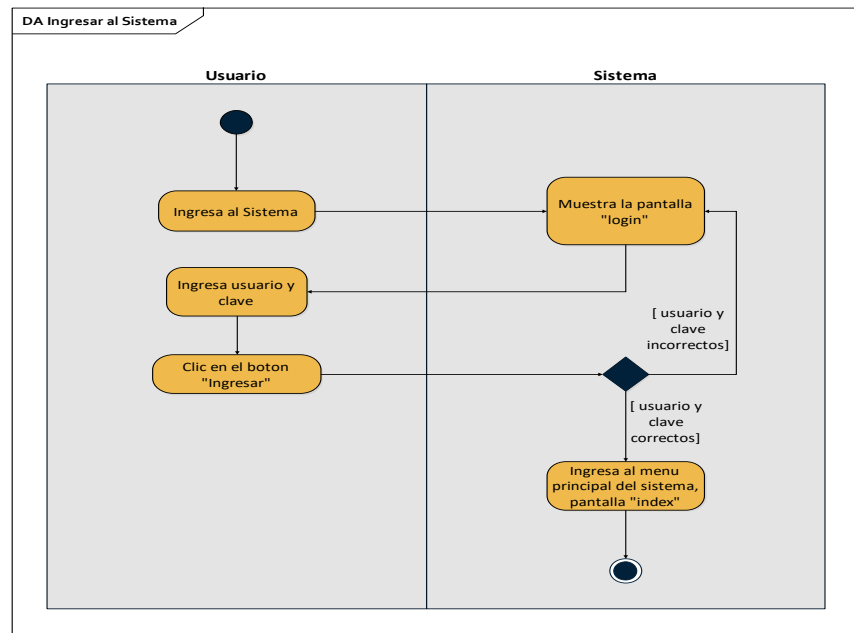 DA Ingresar al Sistema
Usuario
Sistema
Ingresa al Sistema
Muestra la pantalla
"login"
Ingresa usuario y
clave
[ usuario y
clave
incorrectos]
Clic en el boton
"Ingresar"
[ usuario y
clave
correctos]
Ingresa al menu
principal del sistema,
pantalla "index"